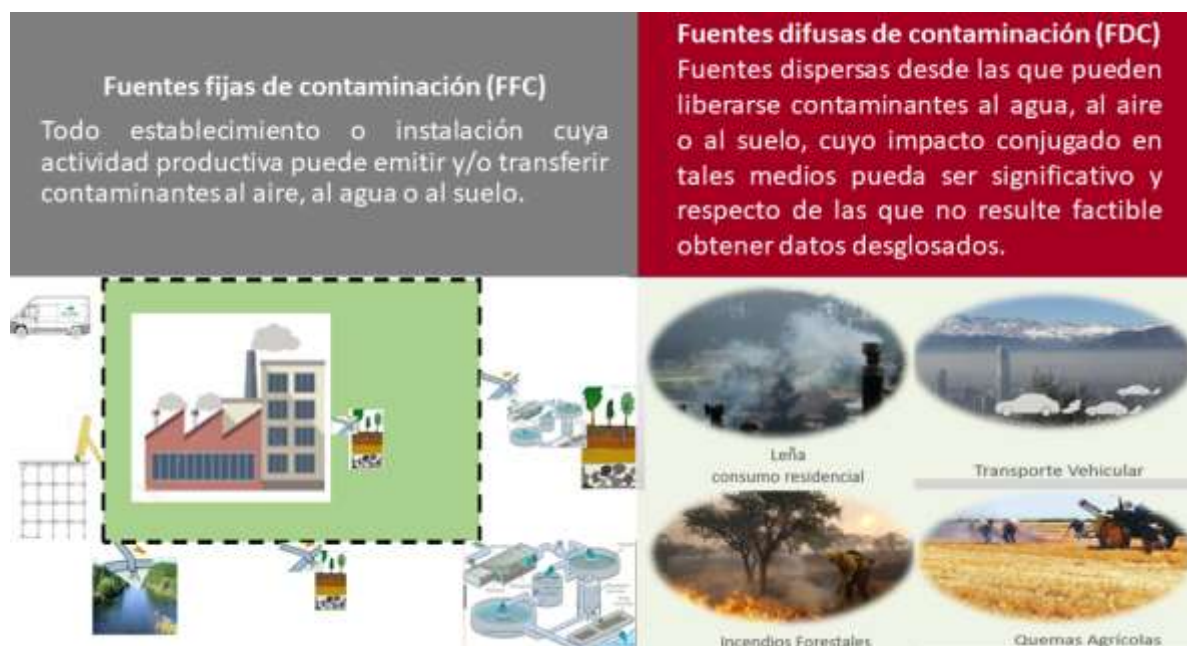 Fuentes fijas de contaminación (FFC)
Todo establecimiento o instalación cuya
actividad productiva puede emitir y/o transferir
contaminantes al aire, al agua o al suelo.
Fuentes difusas de contaminación (FDC)
Fuentes dispersas desde las que pueden
liberarse contaminantes al agua, al aire
o al suelo, cuyo impacto conjugado en
tales medios pueda ser significativo y
respecto de las que no resulte factible
obtener datos desglosados.
Leña
consumo residencial
Transporte Vehicular
Incendios Forestales
Quemas Agrícolas